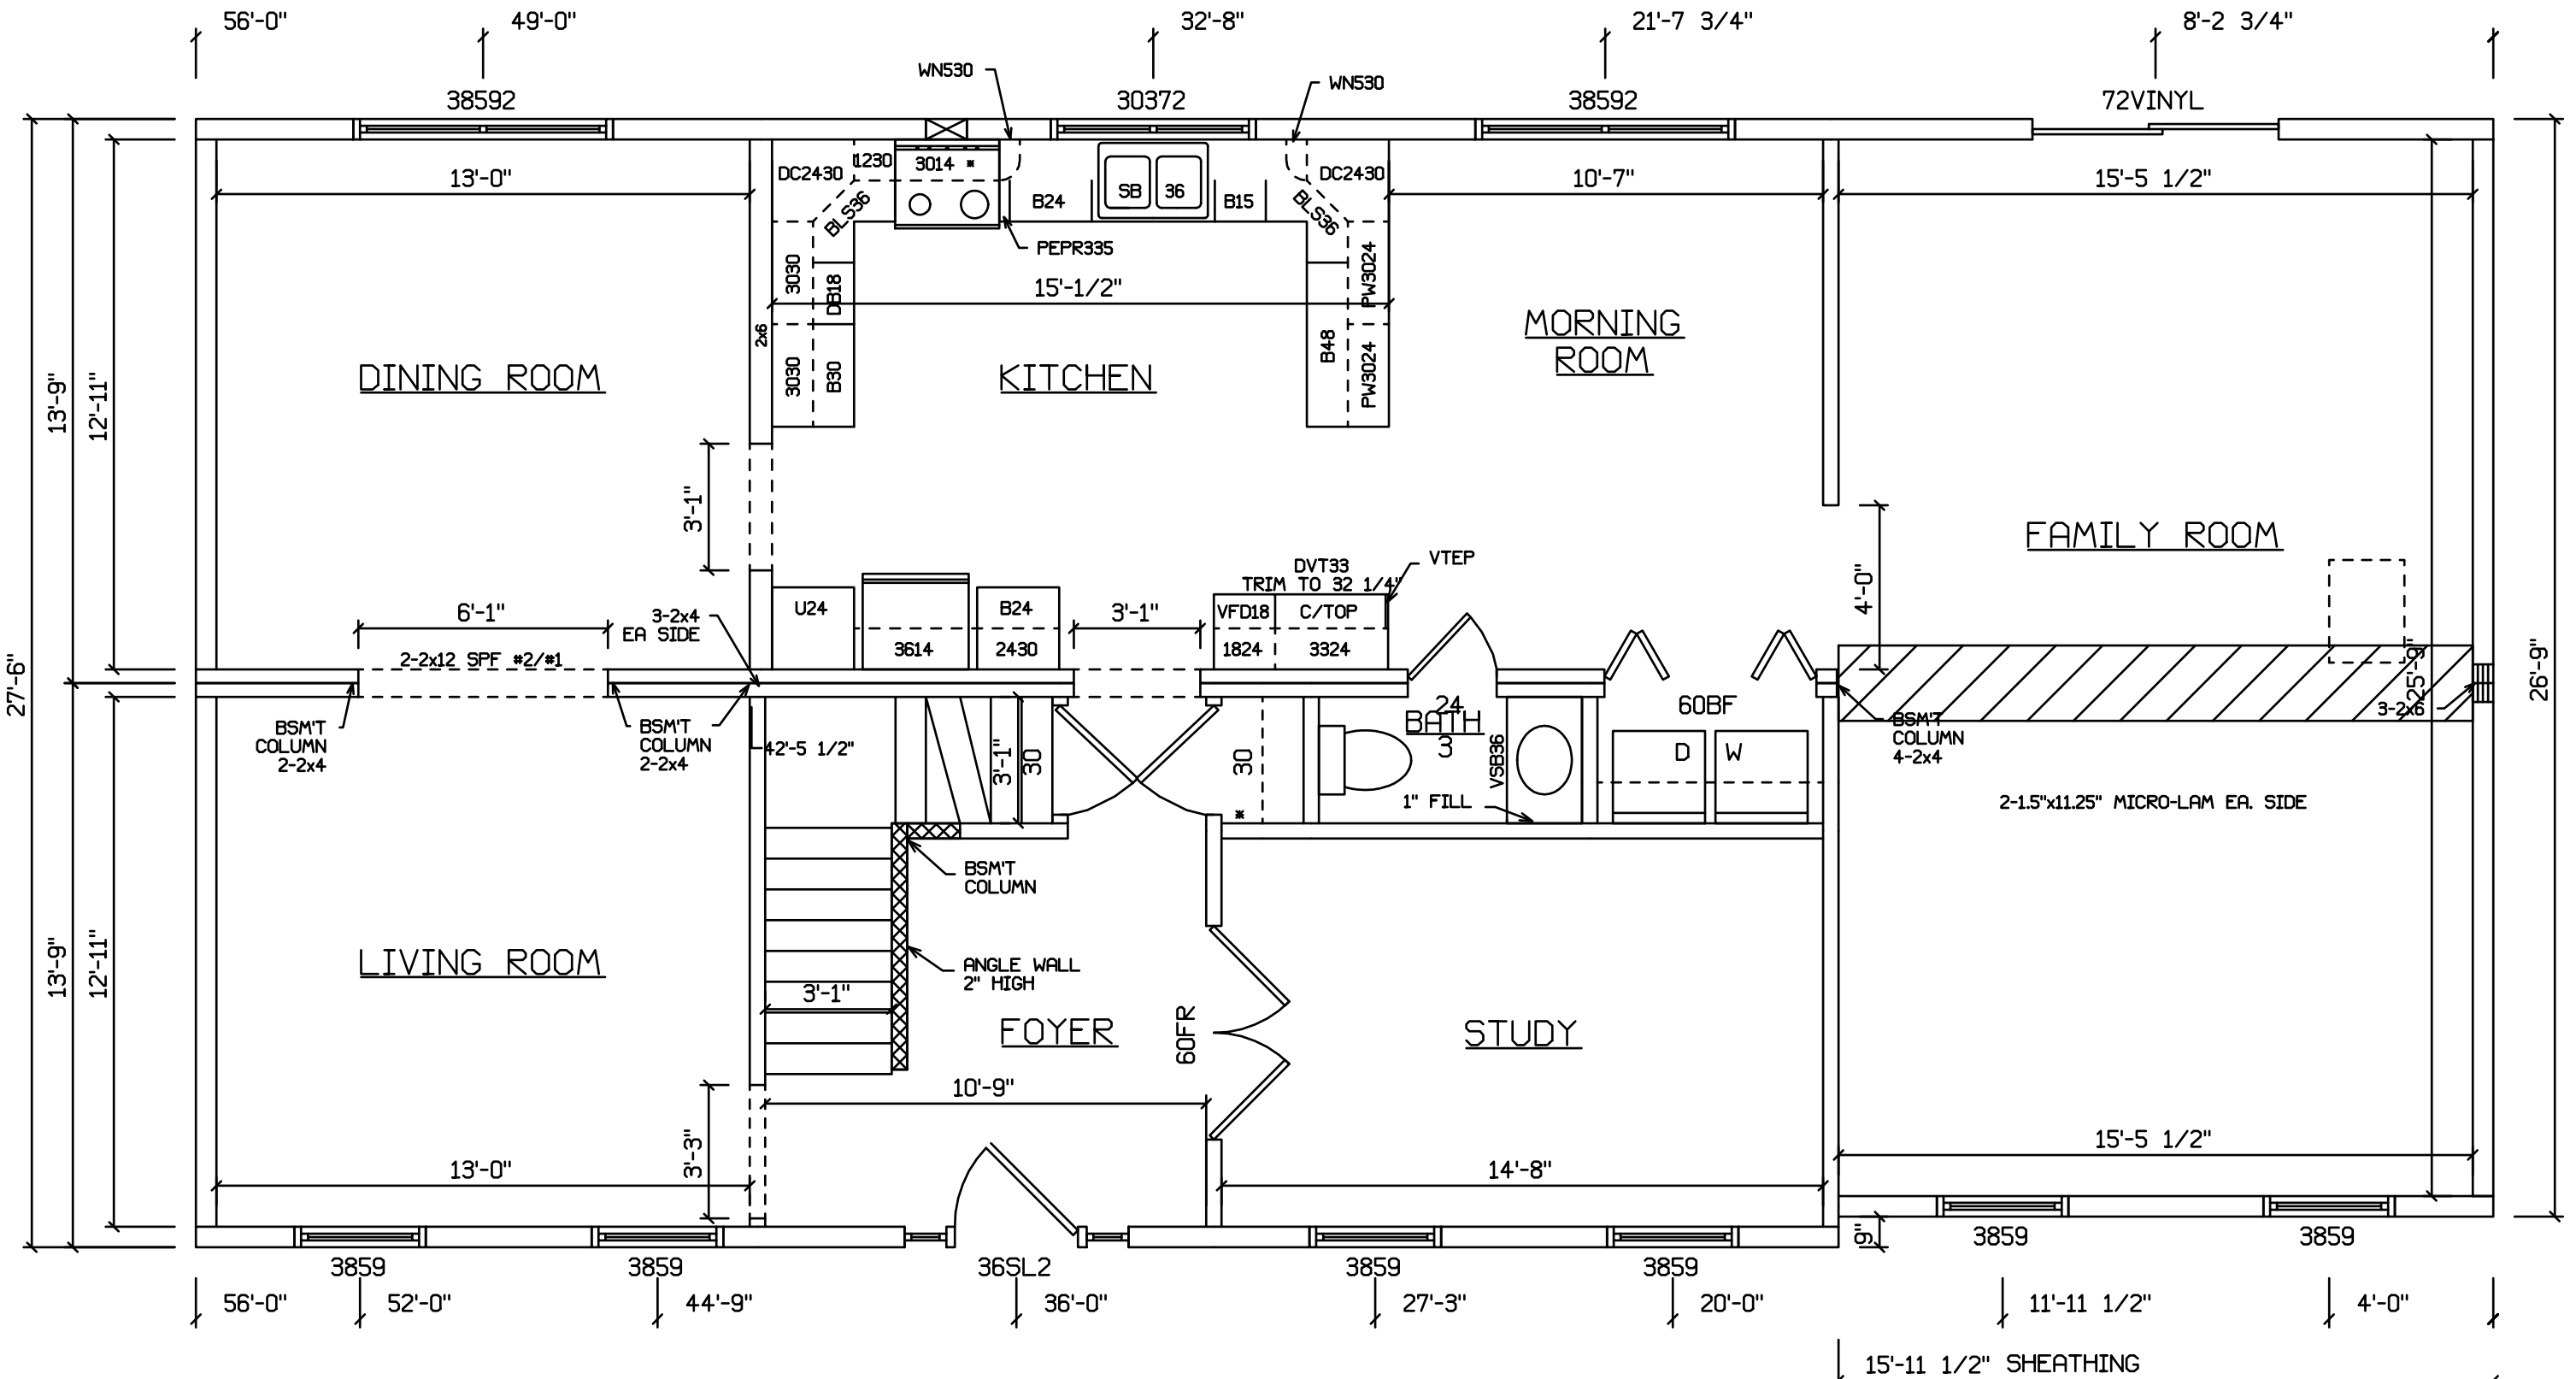 56'-0" 49'-0" 32'-8" 21'-7 3/4" 8'-2 3/4"
WN530 WN530
38592 30372 38592 72VINYL
DC2430 1230 3014 * SB 36 DC2430
13'-0" 10'-7" 15'-5 1/2"
BLS36 B24 B15 BLS36
PEPR335
3030 DB18 15'-1/2" PW3024
2x6
MORNING
ROOM
DINING ROOM KITCHEN
3030 B30 B48 PW3024
13'-9" 12'-11"
3'-1"
FAMILY ROOM
DVT33 VTEP
TRIM TO 32 1/4"
6'-1" 3-2x4
EA SIDE
U24 B24 3'-1" VFD18 C/TOP 4'-0"
2-2x12 SPF #2/#1 3614 2430 1824 3324
27'-6" 25'-9" 26'-9"
24 60BF 3-2x6
BSM'T
COLUMN
2-2x4
BSM'T
COLUMN
2-2x4
42'-5 1/2"
3'-1" 30 30
BATH
3
VSB36 D W
BSM'T
COLUMN
4-2x4
* 1" FILL
2-1.5"x11.25" MICRO-LAM EA. SIDE
BSM'T
COLUMN
13'-9" 12'-11"
LIVING ROOM
ANGLE WALL
2" HIGH
3'-1"
FOYER 60FR STUDY
10'-9"
3'-3"
13'-0" 14'-8" 15'-5 1/2"
9"
3859 3859 36SL2 3859 3859 3859 3859
56'-0" 52'-0" 44'-9" 36'-0" 27'-3" 20'-0" 11'-11 1/2" 4'-0"
15'-11 1/2" SHEATHING